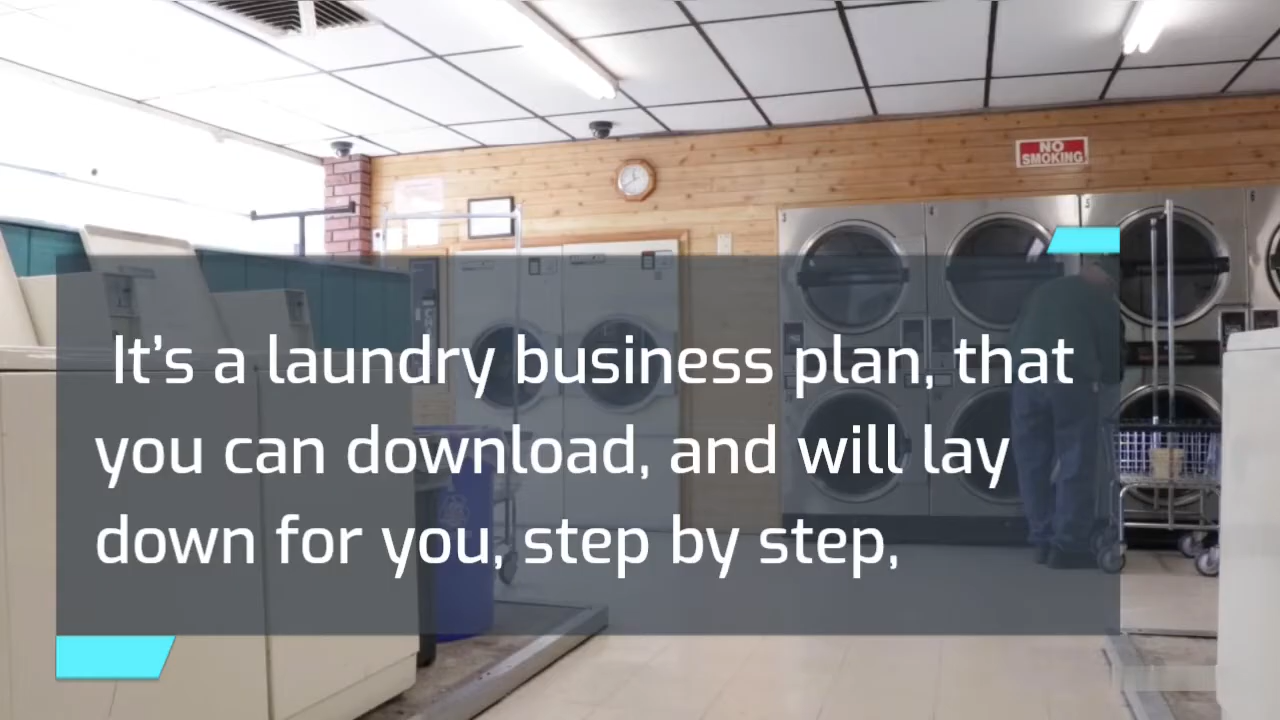 NO
SMOKING
It’s a laundry business plan, that
you can download, and will lay
down for you, step by step,